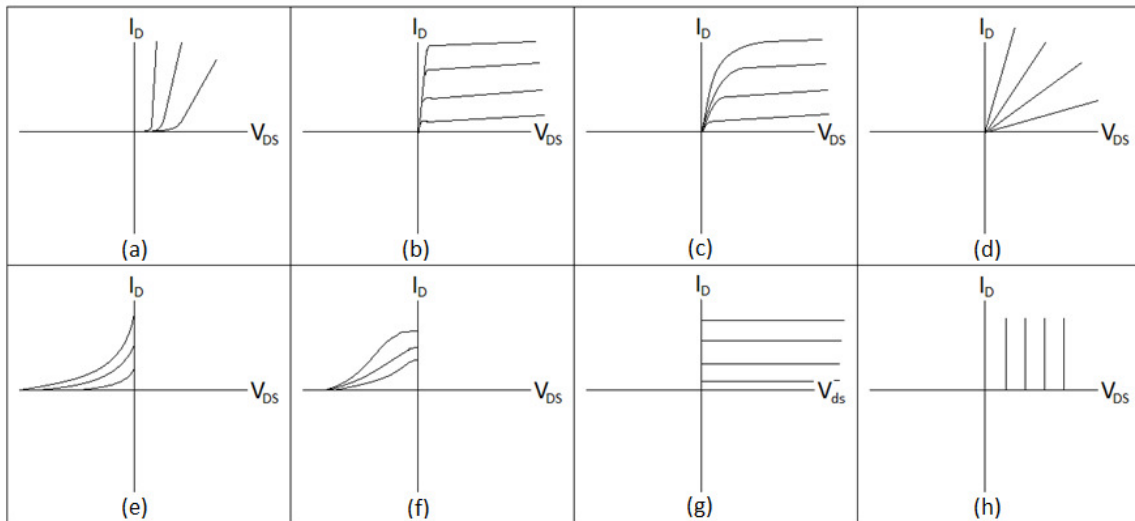 I_D I_D I_D I_D
V_DS V_DS V_DS V_DS
(a) (b) (c) (d)
I_D I_D I_D I_D
V_DS V_DS V_ds V_DS
(e) (f) (g) (h)